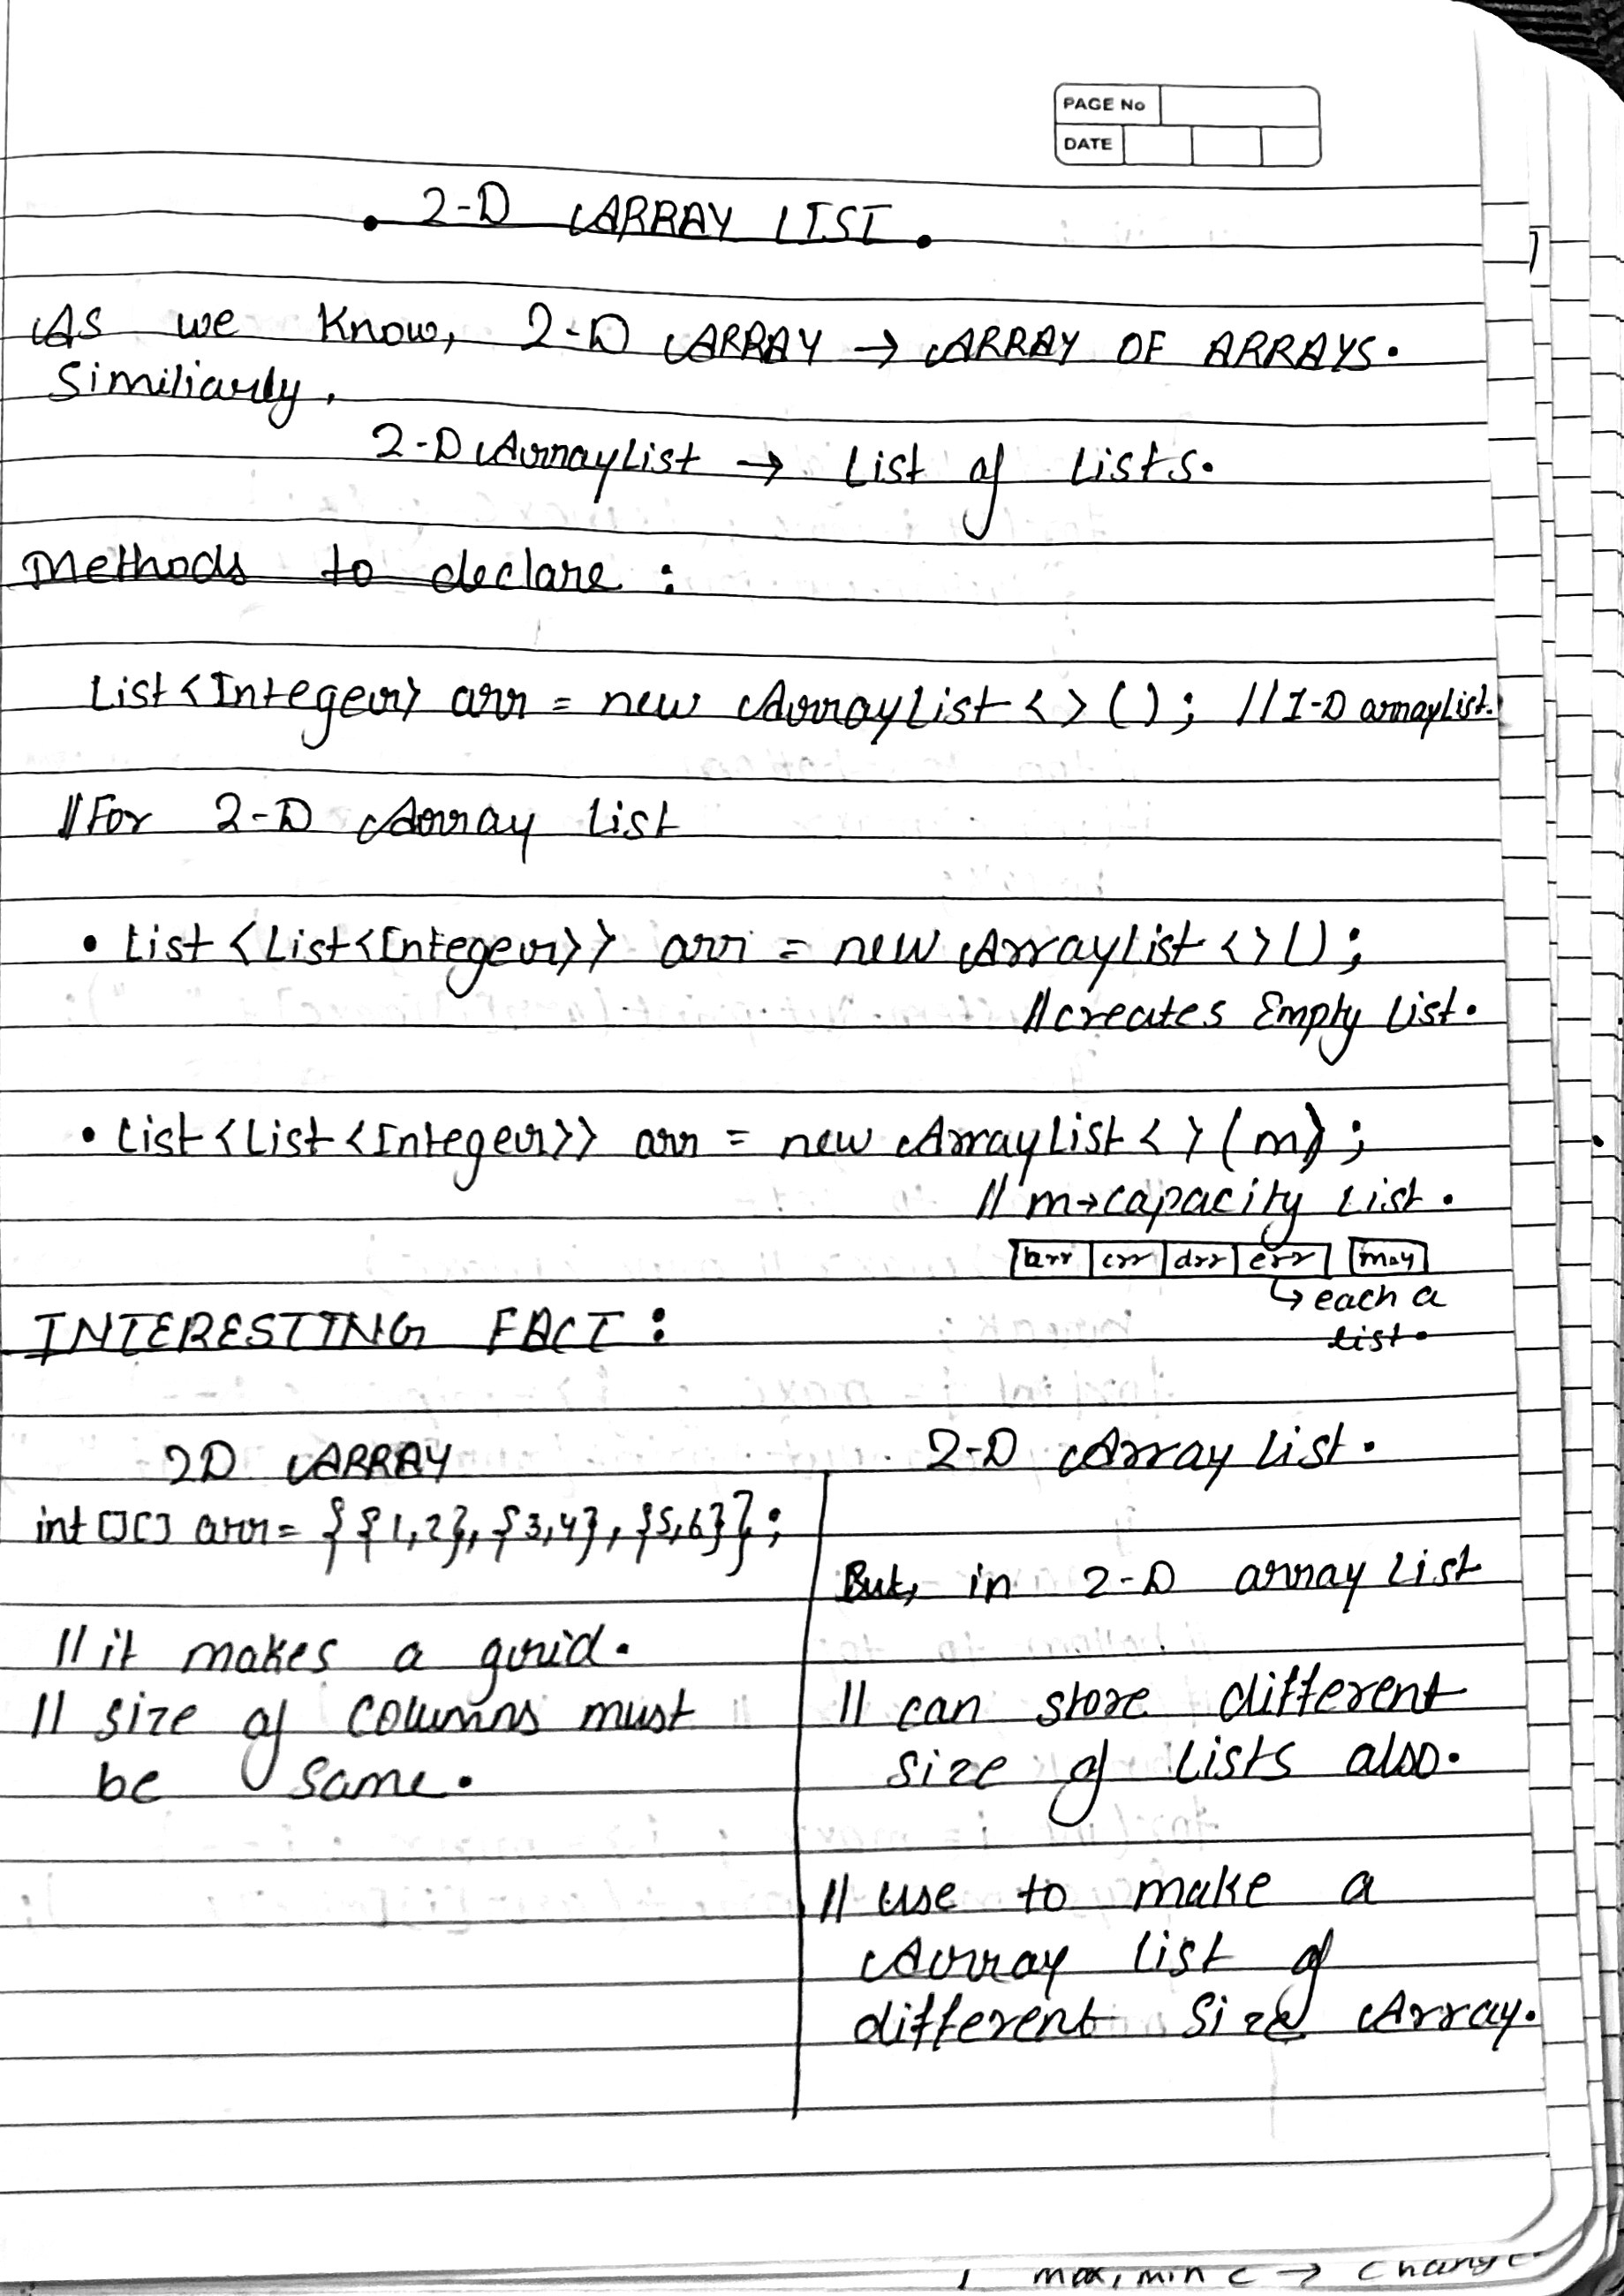 PAGE No
DATE
• 2-D ARRAY LIST •
As we Know, 2-D ARRAY → ARRAY OF ARRAYS.
Similiarly,
2-D ArrayList → List of Lists.
Methods to declare :
List<Integer> arr = new ArrayList<>(); //1-D arraylist.
//For 2-D Array List
• List<List<Integer>> arr = new ArrayList<>();
//creates Empty List.
• List<List<Integer>> arr = new ArrayList<>(m);
// m→capacity List.
brr crr drr err
↳ each a
list.
INTERESTING FACT :
2D ARRAY
int[][] arr = {{1,2},{3,4},{5,6}};
// it makes a grid.
// size of columns must
be same.
2-D Array List.
But, in 2-D array List
// can store different
size of Lists also.
// use to make a
Array list of
different Size Array.
max, min c → change